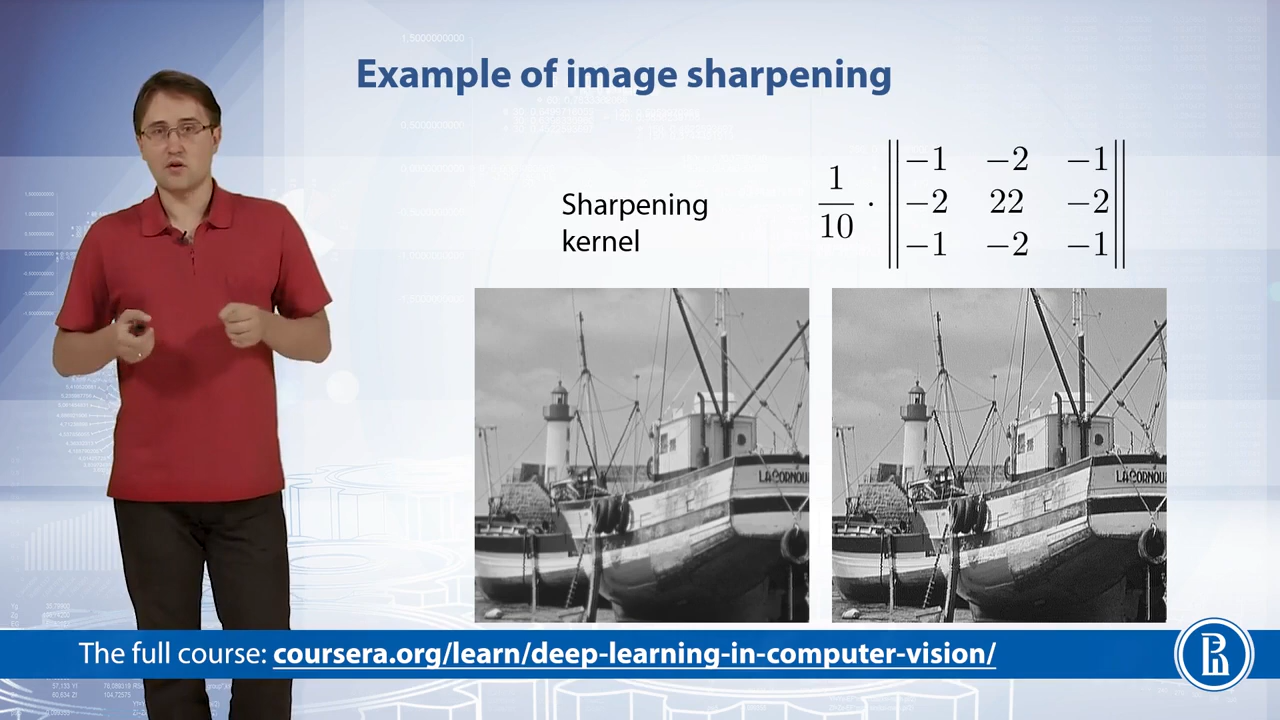 Example of image sharpening
Sharpening
kernel
1
10
·
−1 −2 −1
−2 22 −2
−1 −2 −1
The full course: coursera.org/learn/deep-learning-in-computer-vision/